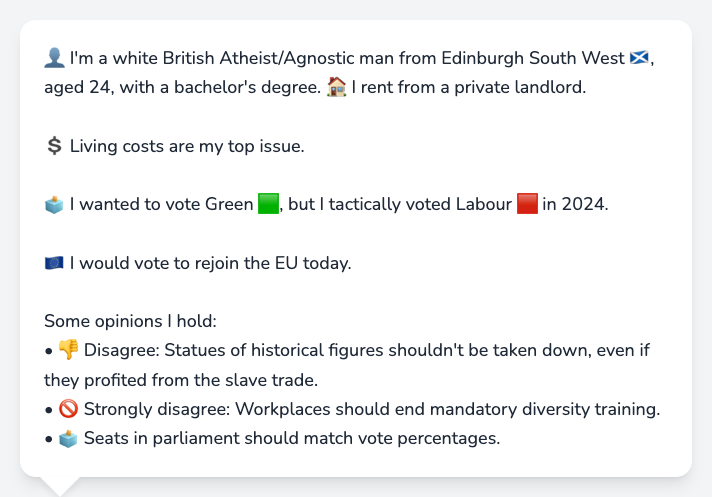 👤 I'm a white British Atheist/Agnostic man from Edinburgh South West 🏴󠁧󠁢󠁳󠁣󠁴󠁿,
aged 24, with a bachelor's degree. 🏠 I rent from a private landlord.
💲 Living costs are my top issue.
🗳️ I wanted to vote Green 🟩, but I tactically voted Labour 🟥 in 2024.
🇪🇺 I would vote to rejoin the EU today.
Some opinions I hold:
• 👎 Disagree: Statues of historical figures shouldn't be taken down, even if
they profited from the slave trade.
• 🚫 Strongly disagree: Workplaces should end mandatory diversity training.
• 🗳️ Seats in parliament should match vote percentages.